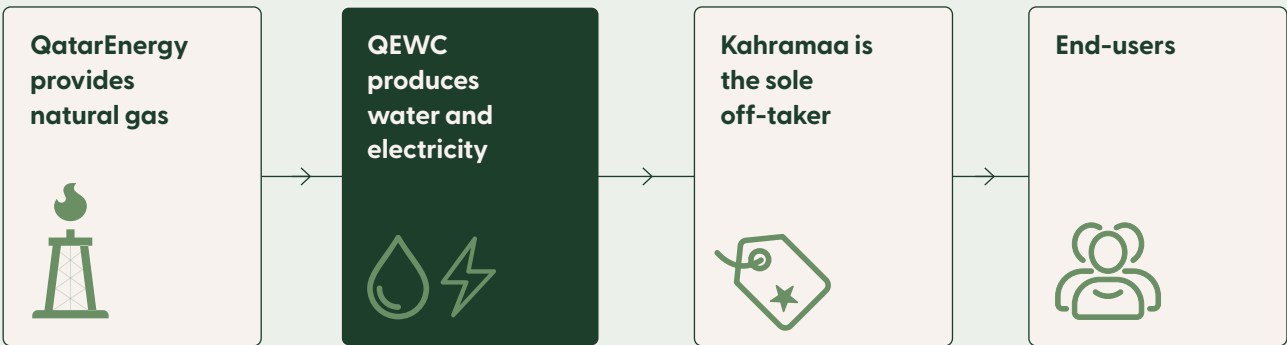 QatarEnergy
provides
natural gas
QEWC
produces
water and
electricity
Kahramaa is
the sole
off-taker
End-users